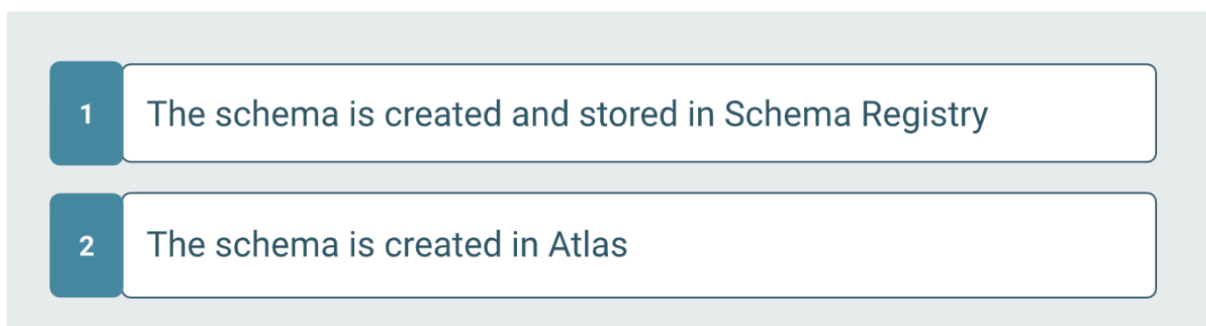 1 The schema is created and stored in Schema Registry
2 The schema is created in Atlas